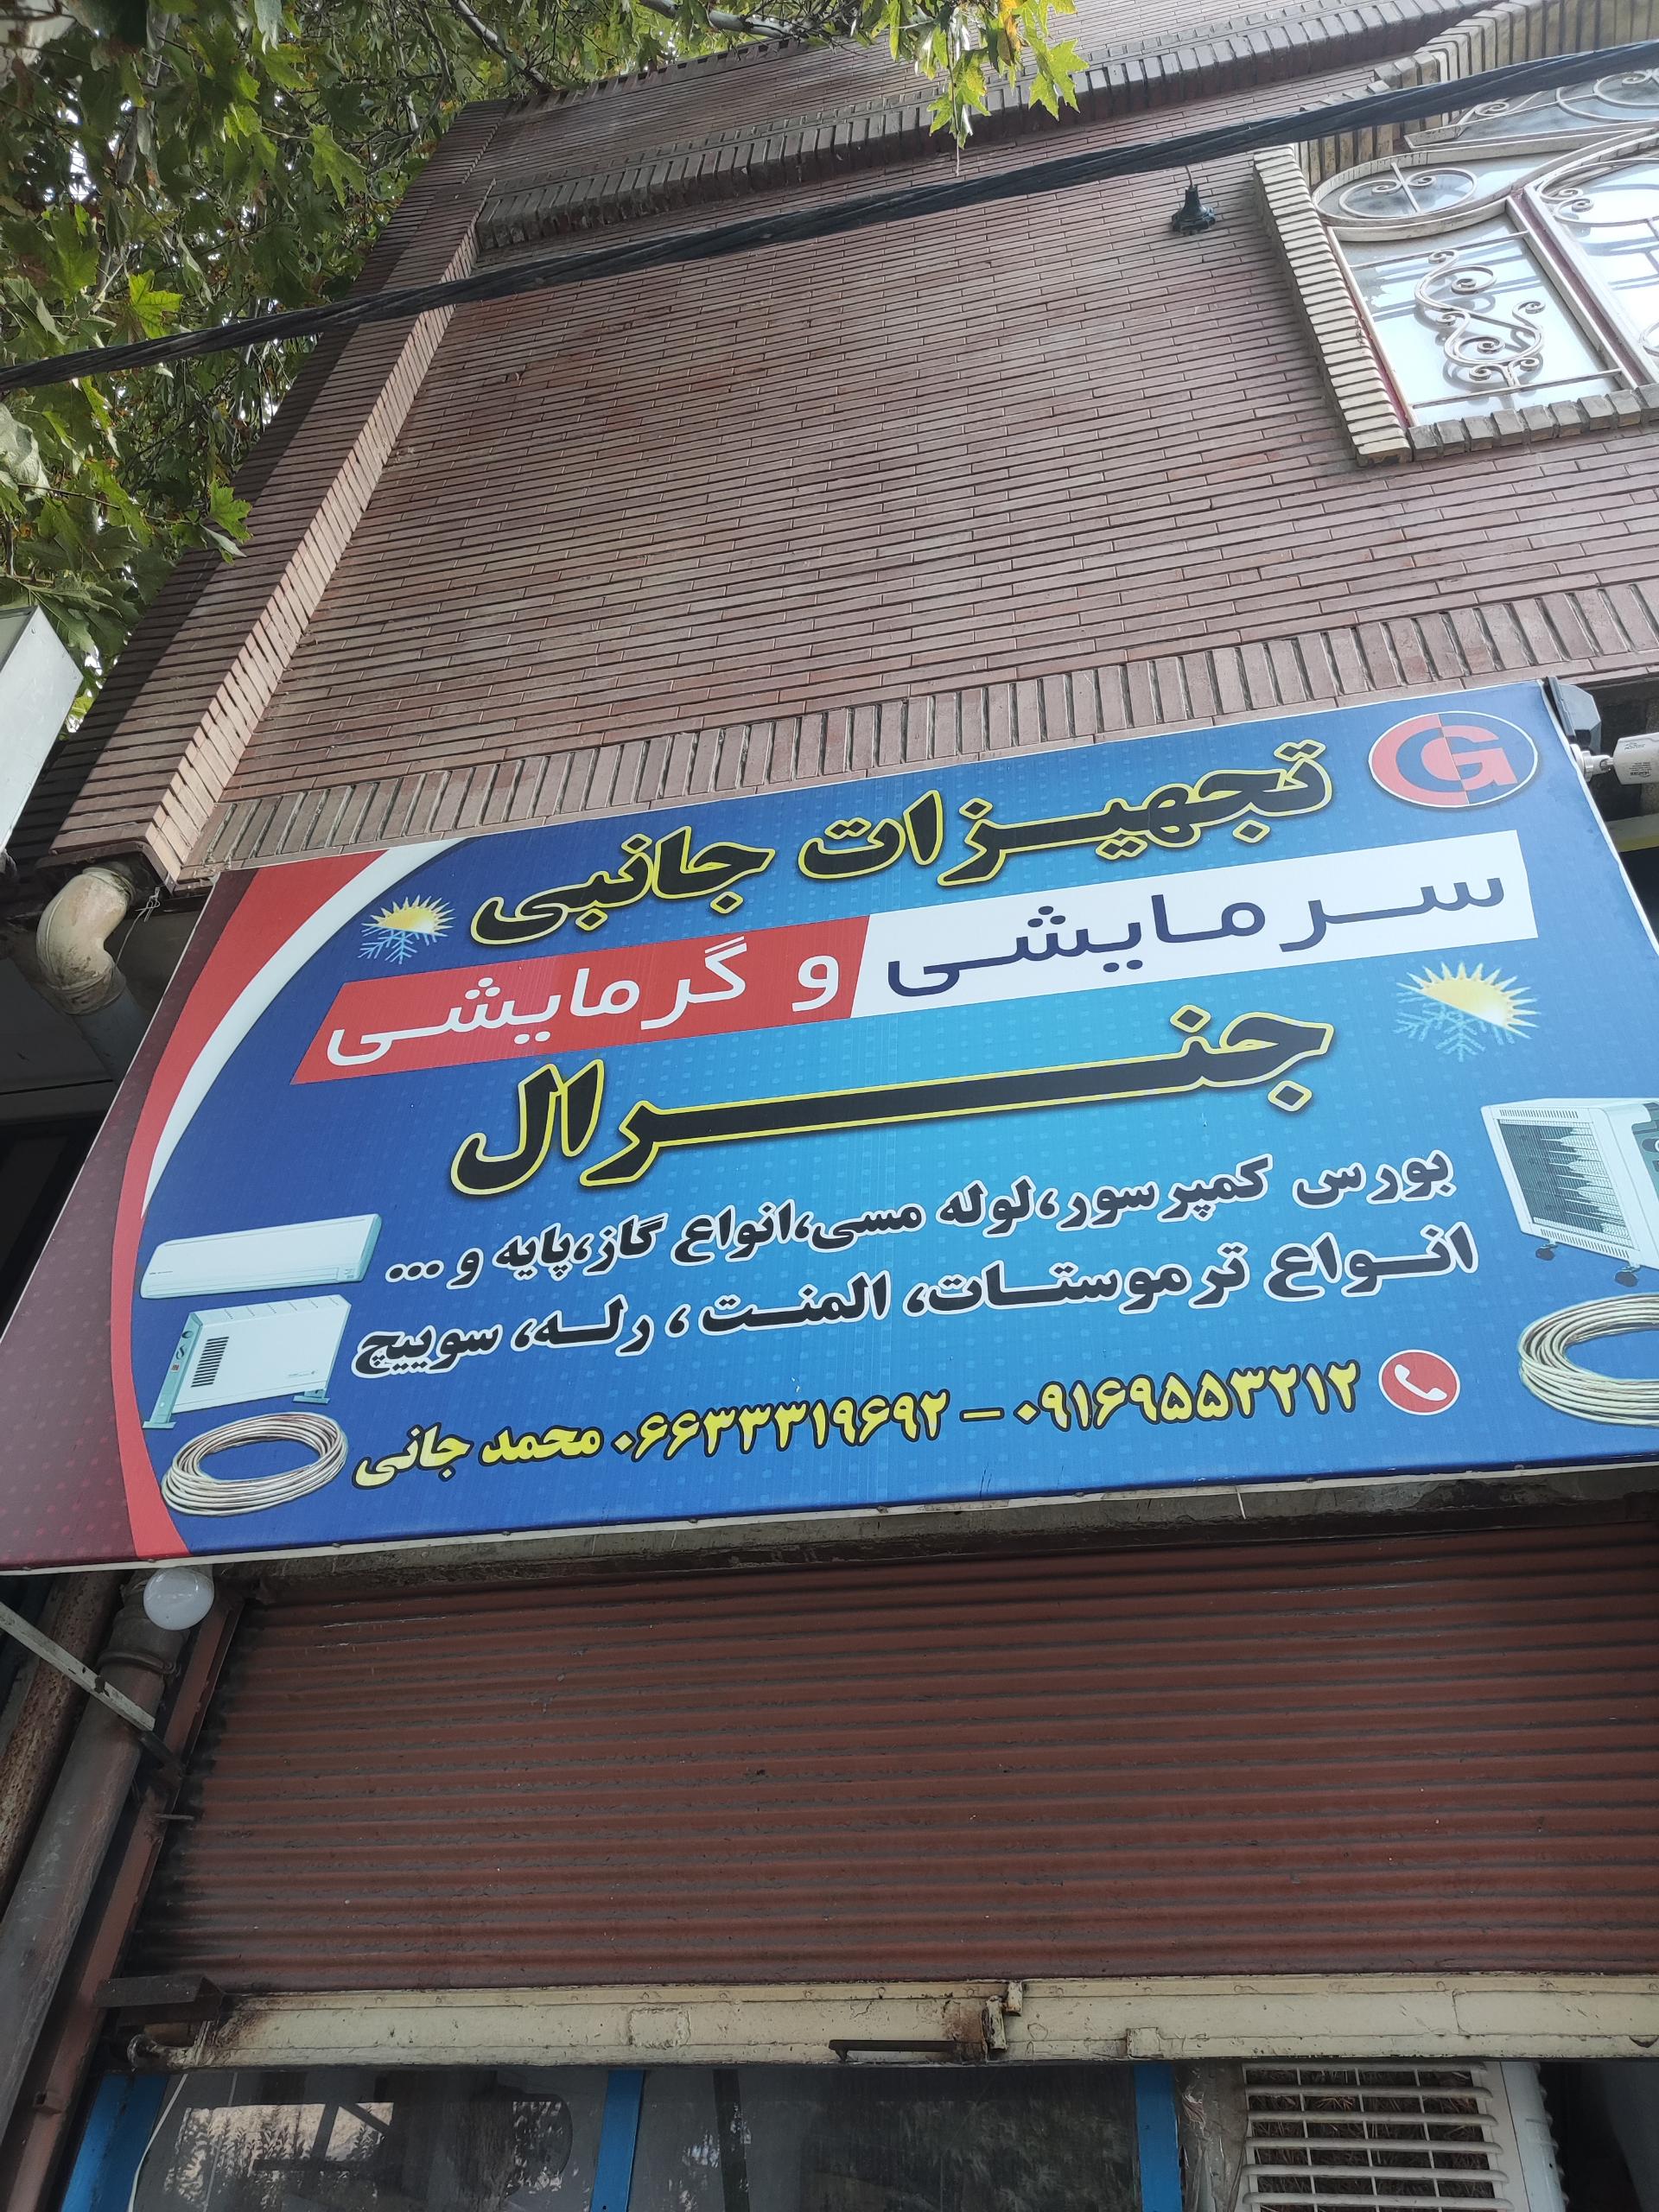 تجهیزات جانبی
سرمایشی و گرمایشی
جنرال
بورس کمپرسور،لوله مسی،انواع گاز،پایه و ...
انواع ترموستات، المنت ، رله، سوییچ
۰۹۱۶۹۵۵۳۲۱۲ – ۰۶۶۳۳۳۱۹۶۹۲ محمد جانی